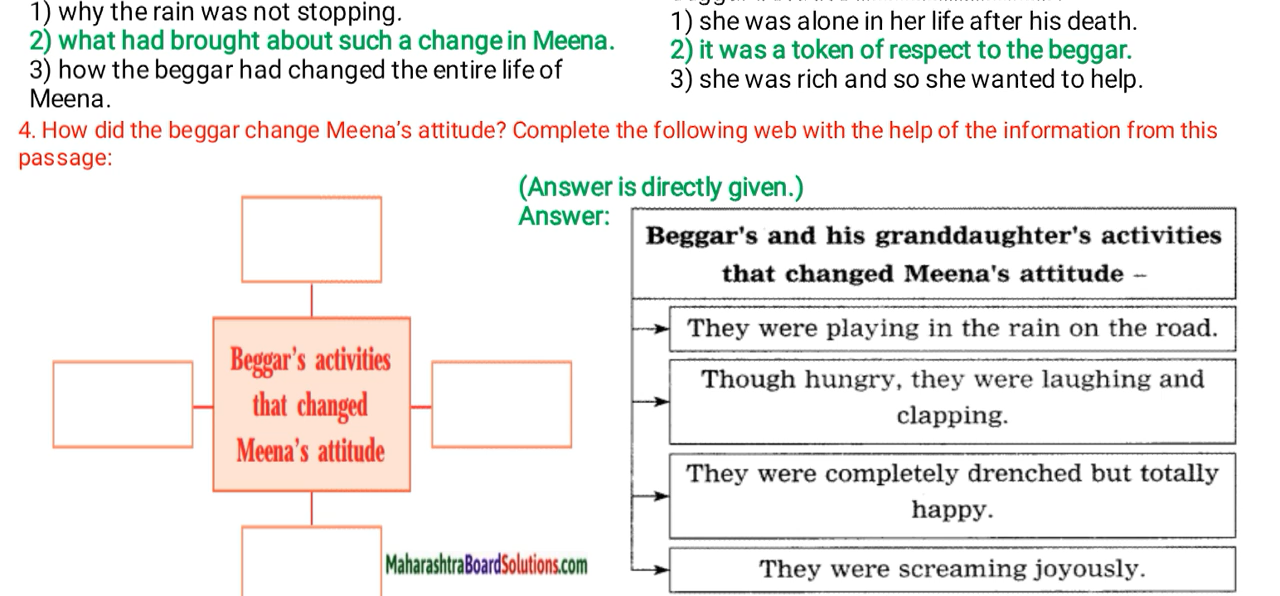 1) why the rain was not stopping.
2) what had brought about such a change in Meena.
3) how the beggar had changed the entire life of
Meena.
1) she was alone in her life after his death.
2) it was a token of respect to the beggar.
3) she was rich and so she wanted to help.
4. How did the beggar change Meena's attitude? Complete the following web with the help of the information from this
passage:
(Answer is directly given.)
Answer:
Beggar's activities
that changed
Meena's attitude
MaharashtraBoardSolutions.com
Beggar's and his granddaughter's activities
that changed Meena's attitude –
They were playing in the rain on the road.
Though hungry, they were laughing and
clapping.
They were completely drenched but totally
happy.
They were screaming joyously.